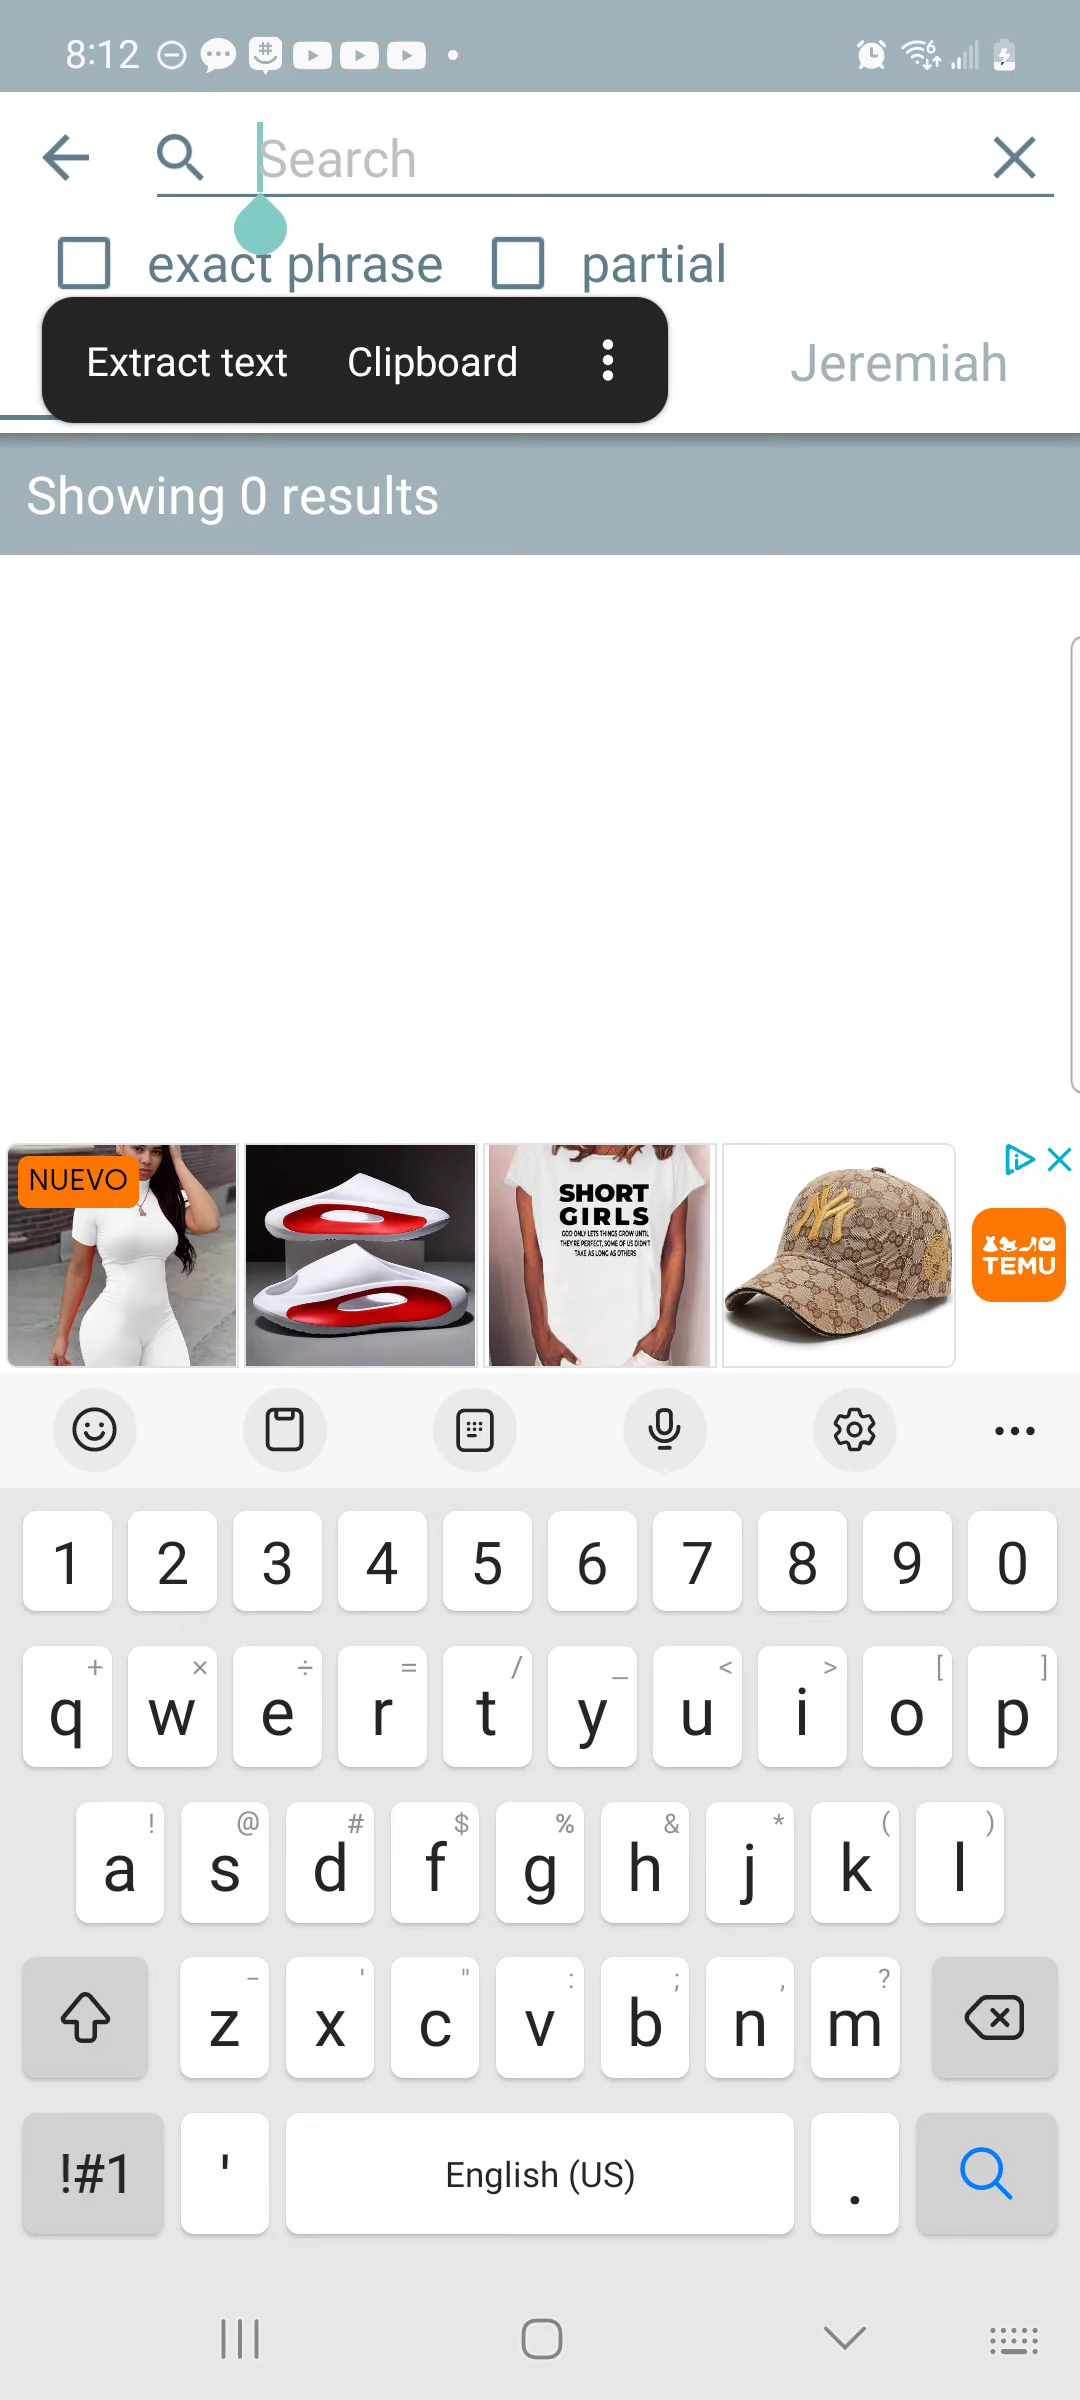 8:12
Search
exact phrase partial
Extract text Clipboard
Jeremiah
Showing 0 results
NUEVO
SHORT
GIRLS
GOD ONLY LETS THINGS GROW UNTIL
THEY'RE PERFECT, SOME OF US DIDN'T
TAKE AS LONG AS OTHERS
NY
TEMU
1 2 3 4 5 6 7 8 9 0
+ × ÷ = / _ < > [ ]
q w e r t y u i o p
! @ # $ % & * ( )
a s d f g h j k l
- ' " : ; , ?
z x c v b n m
!#1 ' English (US) .